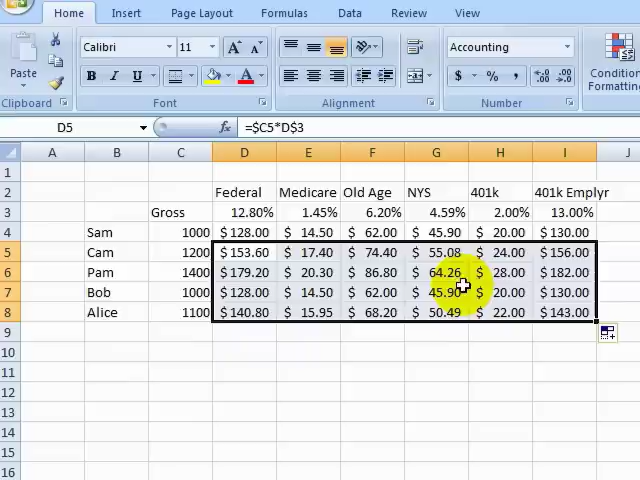 Home Insert Page Layout Formulas Data Review View
Calibri 11 A A Accounting
Paste B I U A $ % , .0 .00 .00 .0 Condition
Formatting
Clipboard Font Alignment Number
D5 fx =$C5*D$3
A B C D E F G H I J
1
2 Federal Medicare Old Age NYS 401k 401k Emplyr
3 Gross 12.80% 1.45% 6.20% 4.59% 2.00% 13.00%
4 Sam 1000 $ 128.00 $ 14.50 $ 62.00 $ 45.90 $ 20.00 $ 130.00
5 Cam 1200 $ 153.60 $ 17.40 $ 74.40 $ 55.08 $ 24.00 $ 156.00
6 Pam 1400 $ 179.20 $ 20.30 $ 86.80 $ 64.26 $ 28.00 $ 182.00
7 Bob 1000 $ 128.00 $ 14.50 $ 62.00 $ 45.90 $ 20.00 $ 130.00
8 Alice 1100 $ 140.80 $ 15.95 $ 68.20 $ 50.49 $ 22.00 $ 143.00
9
10
11
12
13
14
15
16